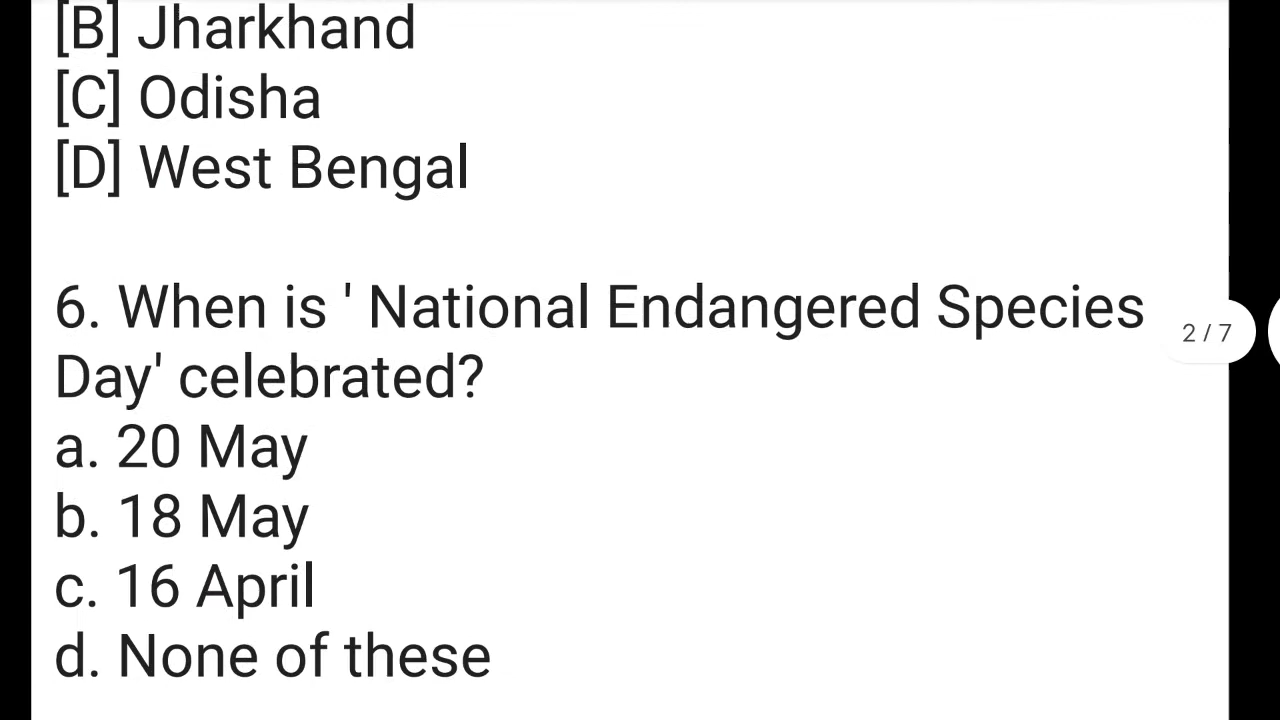 [B] Jharkhand
[C] Odisha
[D] West Bengal
6. When is ' National Endangered Species
Day' celebrated?
a. 20 May
b. 18 May
c. 16 April
d. None of these
2 / 7